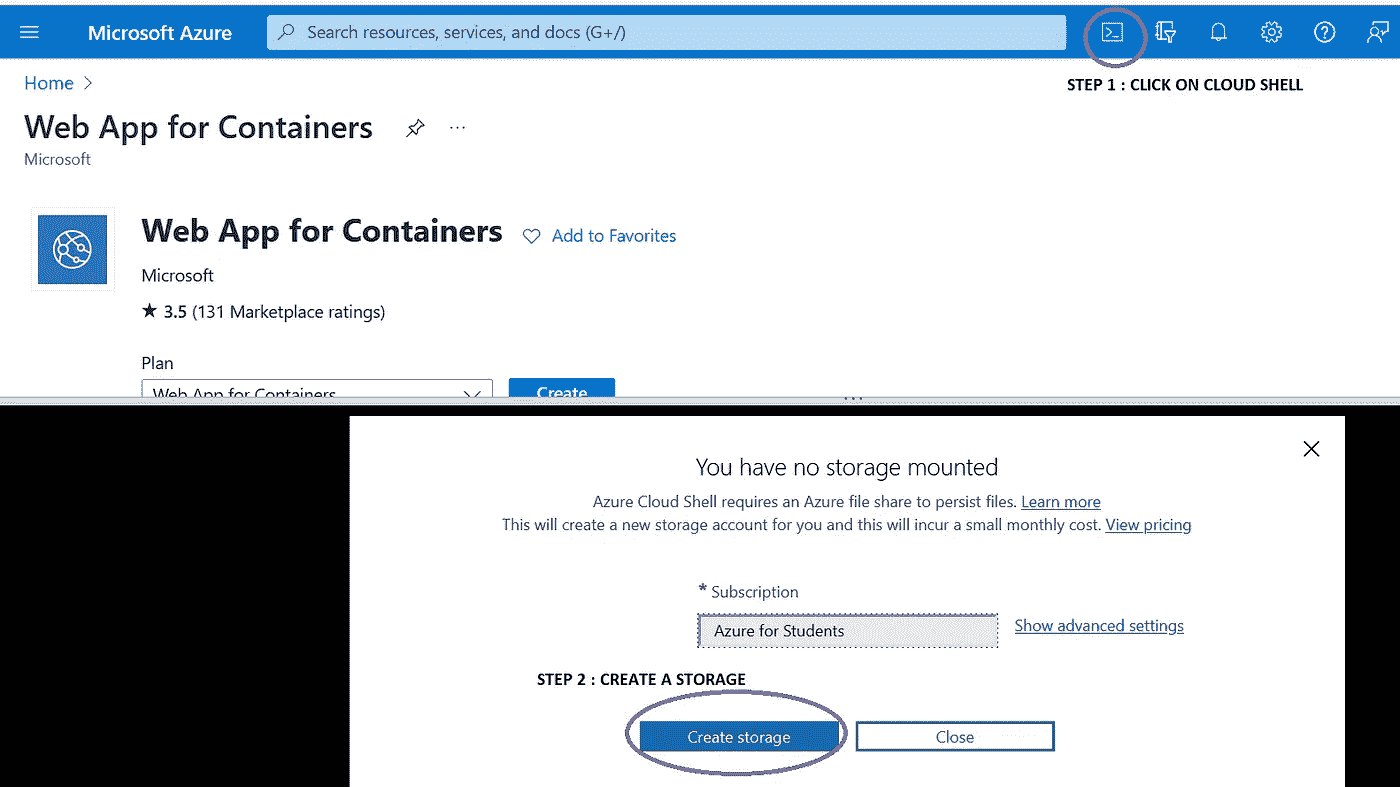 Microsoft Azure
Search resources, services, and docs (G+/)
STEP 1 : CLICK ON CLOUD SHELL
Home
Web App for Containers
Microsoft
Web App for Containers
Add to Favorites
Microsoft
3.5 (131 Marketplace ratings)
Plan
Web App for Containers
Create
You have no storage mounted
Azure Cloud Shell requires an Azure file share to persist files. Learn more
This will create a new storage account for you and this will incur a small monthly cost. View pricing
* Subscription
Azure for Students
Show advanced settings
STEP 2 : CREATE A STORAGE
Create storage
Close